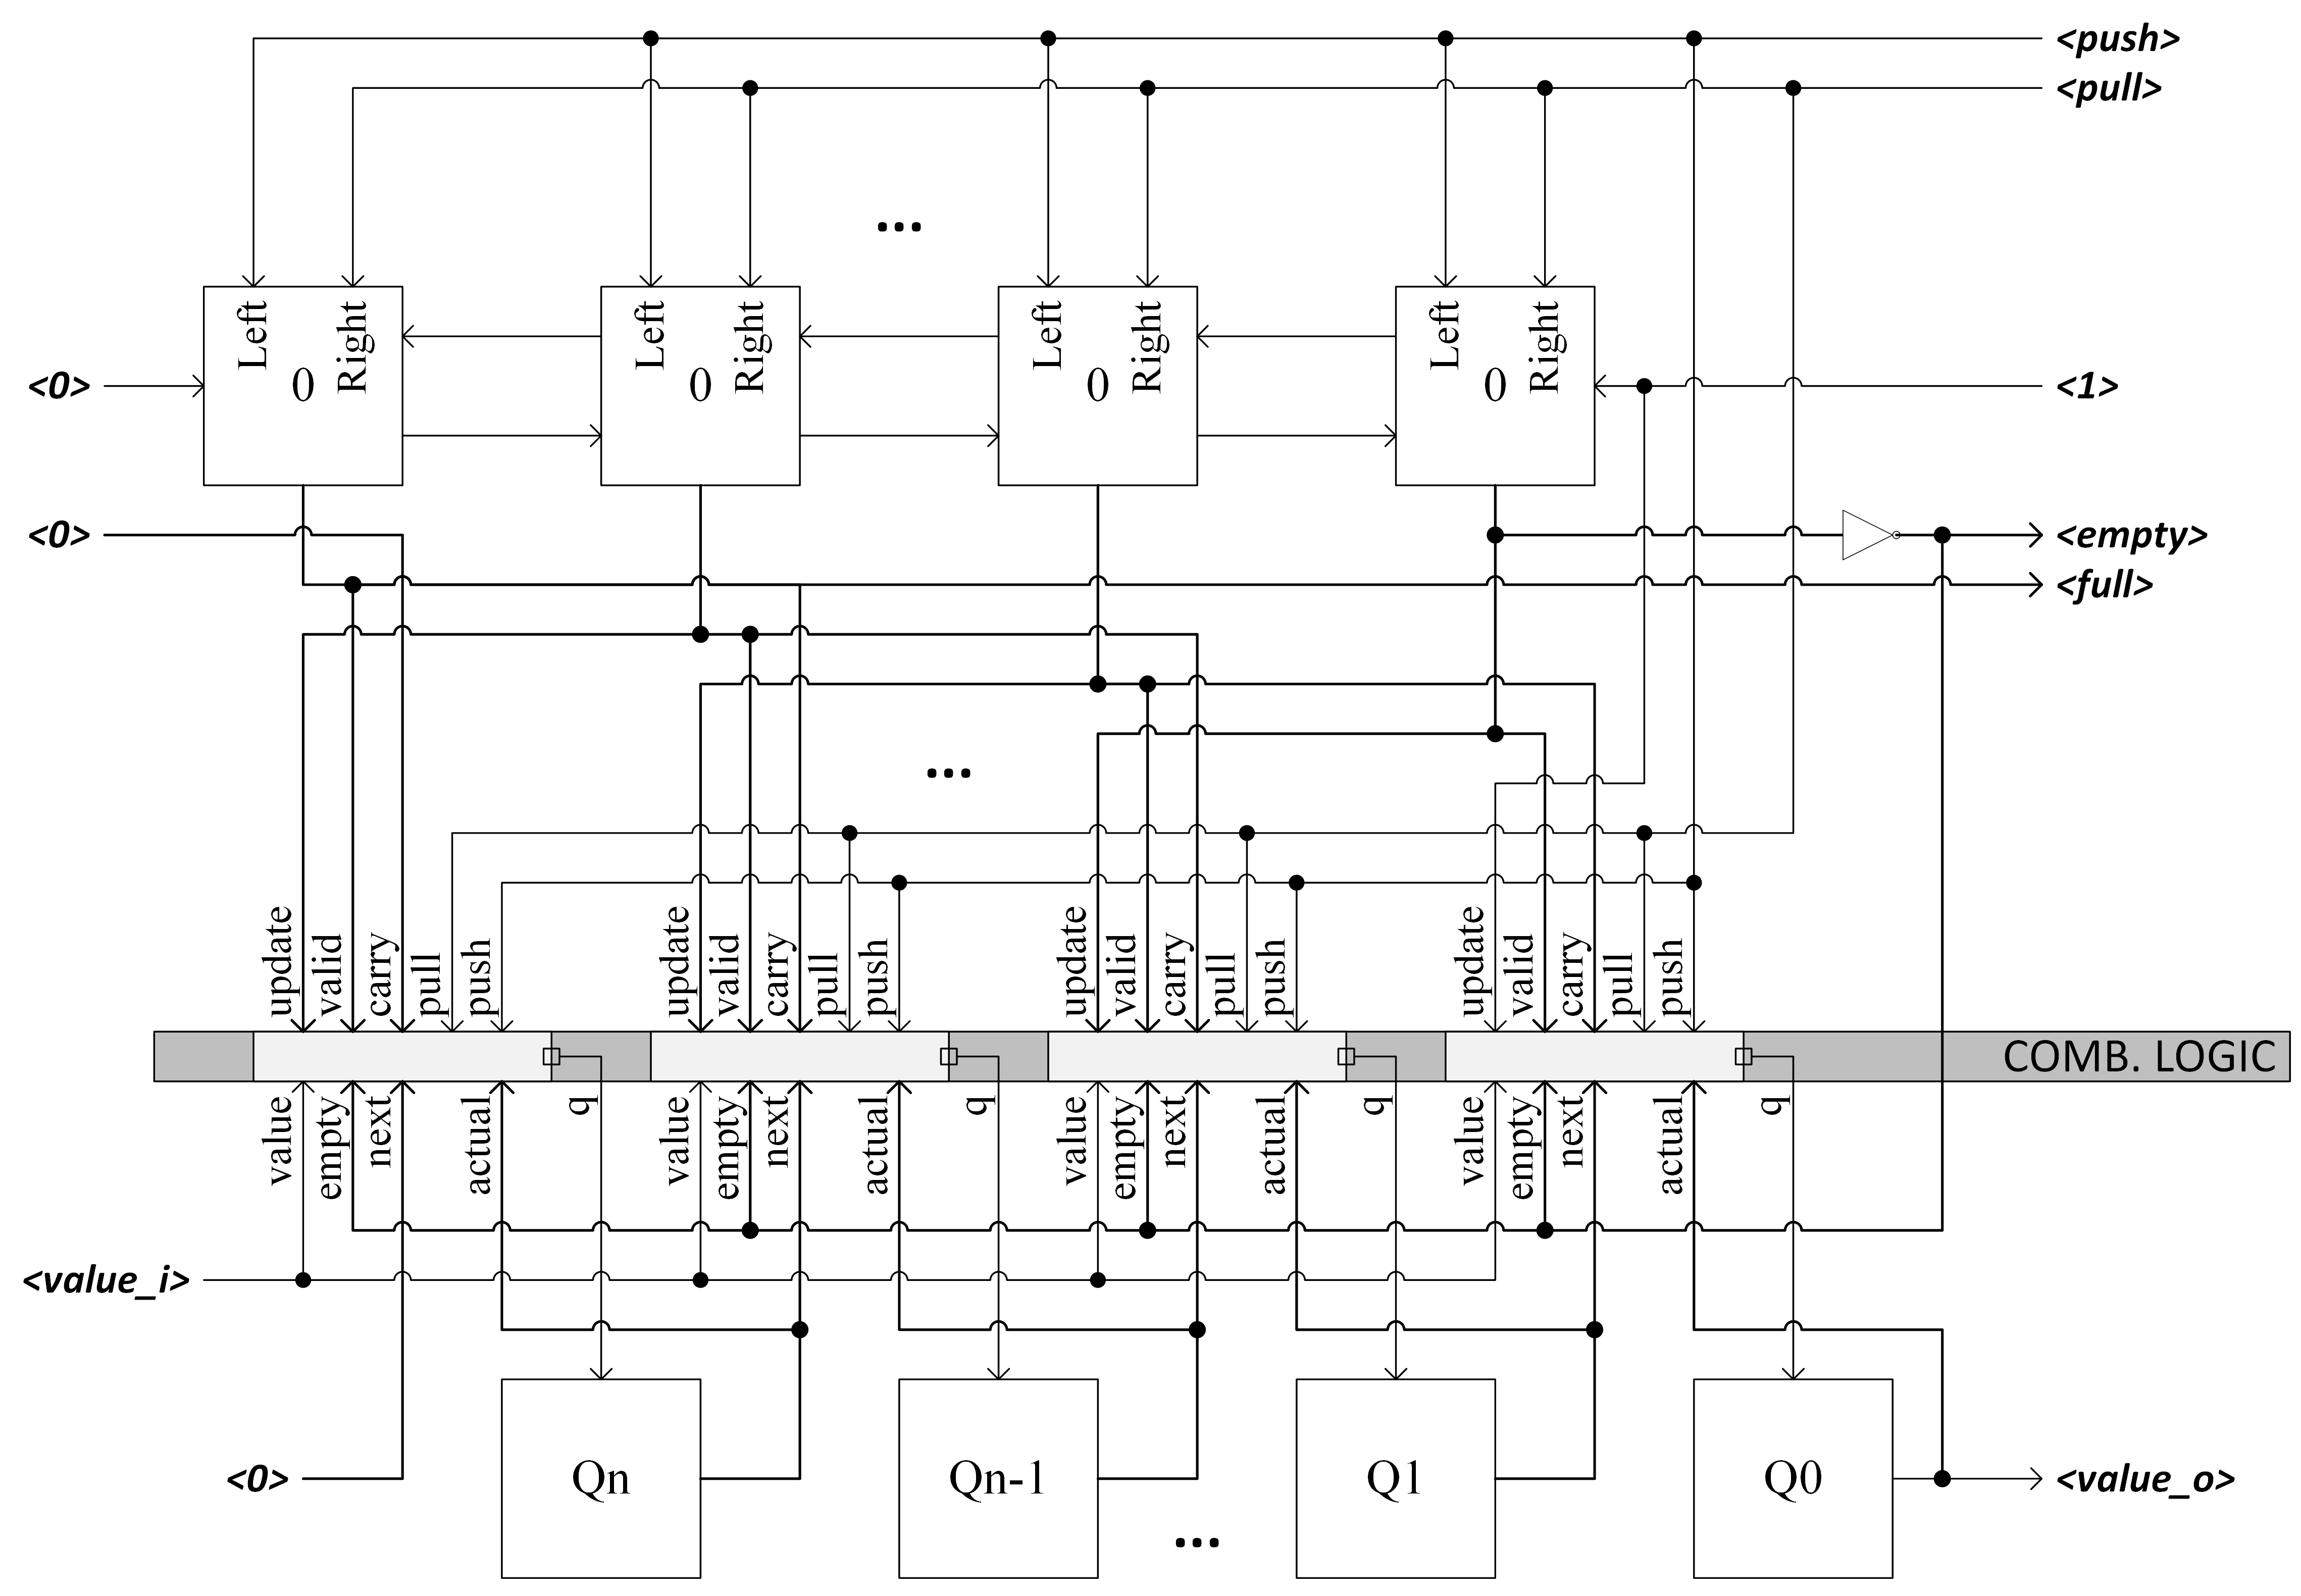 <push>
<pull>
...
Left 0 Right Left 0 Right Left 0 Right Left 0 Right
<0> <1>
<0> <empty>
<full>
...
update valid carry pull push update valid carry pull push update valid carry pull push update valid carry pull push
COMB. LOGIC
value empty next actual q value empty next actual q value empty next actual q value empty next actual q
<value_i>
<0> Qn Qn-1 Q1 Q0 <value_o>
...